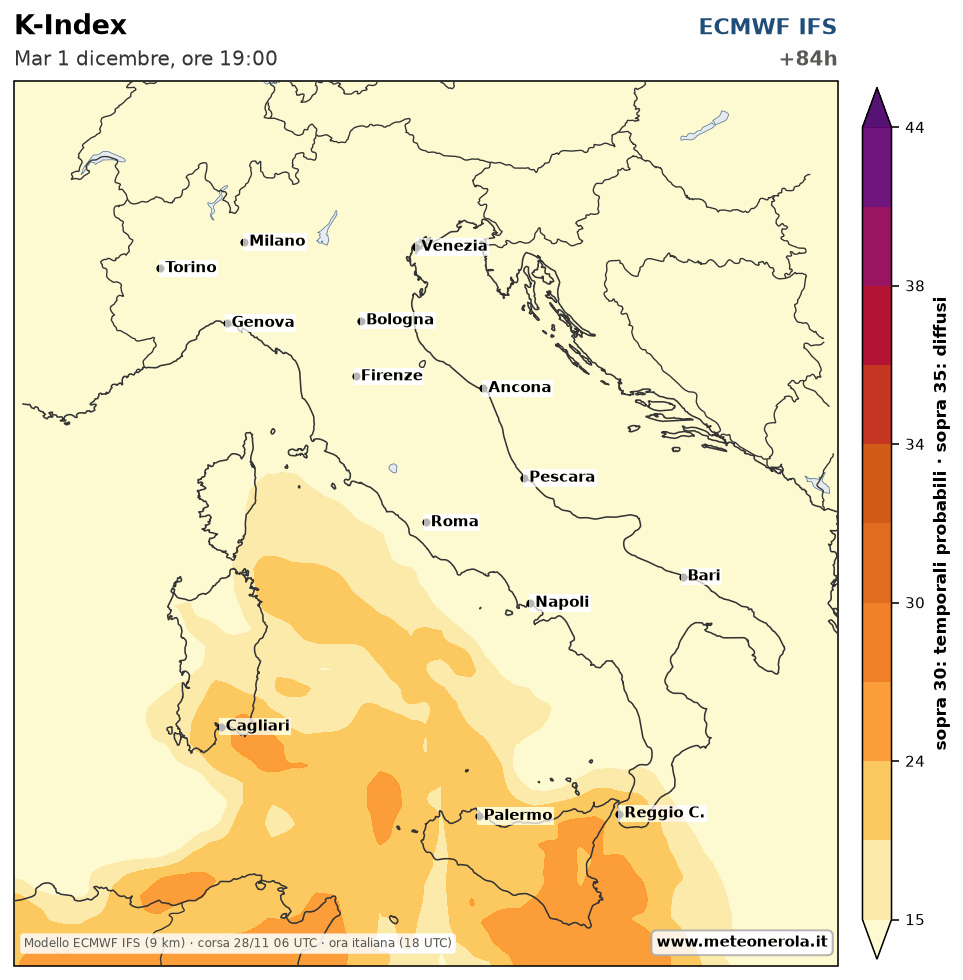 K-Index
ECMWF IFS
Mar 1 dicembre, ore 19:00
+84h
Milano
Venezia
Torino
Genova
Bologna
Firenze
Ancona
Pescara
Roma
Bari
Napoli
Cagliari
Palermo
Reggio C.
44
38
34
30
24
15
sopra 30: temporali probabili · sopra 35: diffusi
Modello ECMWF IFS (9 km) · corsa 28/11 06 UTC · ora italiana (18 UTC)
www.meteonerola.it